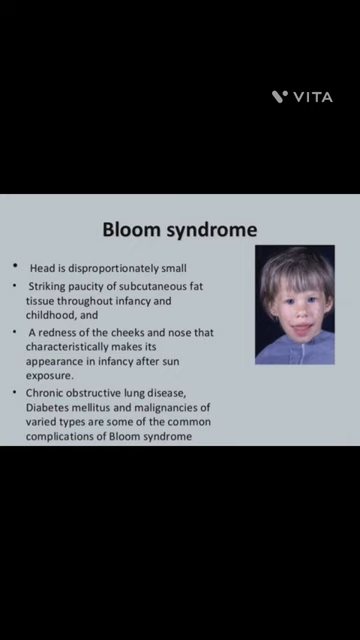 VITA
Bloom syndrome
• Head is disproportionately small
• Striking paucity of subcutaneous fat
tissue throughout infancy and
childhood, and
• A redness of the cheeks and nose that
characteristically makes its
appearance in infancy after sun
exposure.
• Chronic obstructive lung disease,
Diabetes mellitus and malignancies of
varied types are some of the common
complications of Bloom syndrome